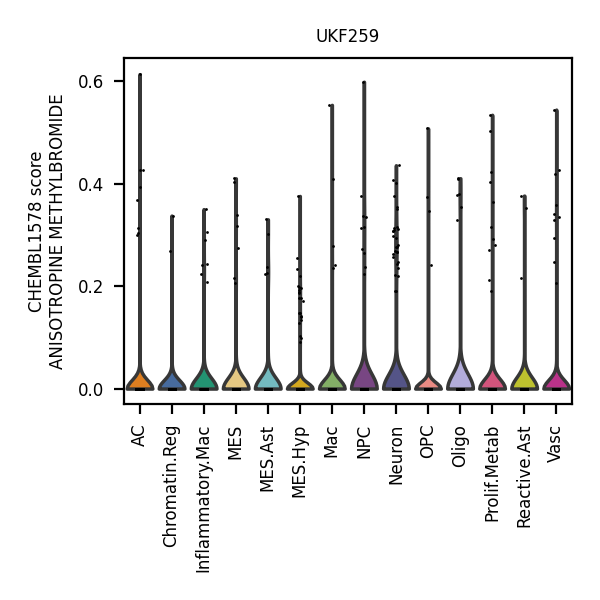 UKF259
CHEMBL1578 score
ANISOTROPINE METHYLBROMIDE
0.6
0.4
0.2
0.0
AC
Chromatin.Reg
Inflammatory.Mac
MES
MES.Ast
MES.Hyp
Mac
NPC
Neuron
OPC
Oligo
Prolif.Metab
Reactive.Ast
Vasc